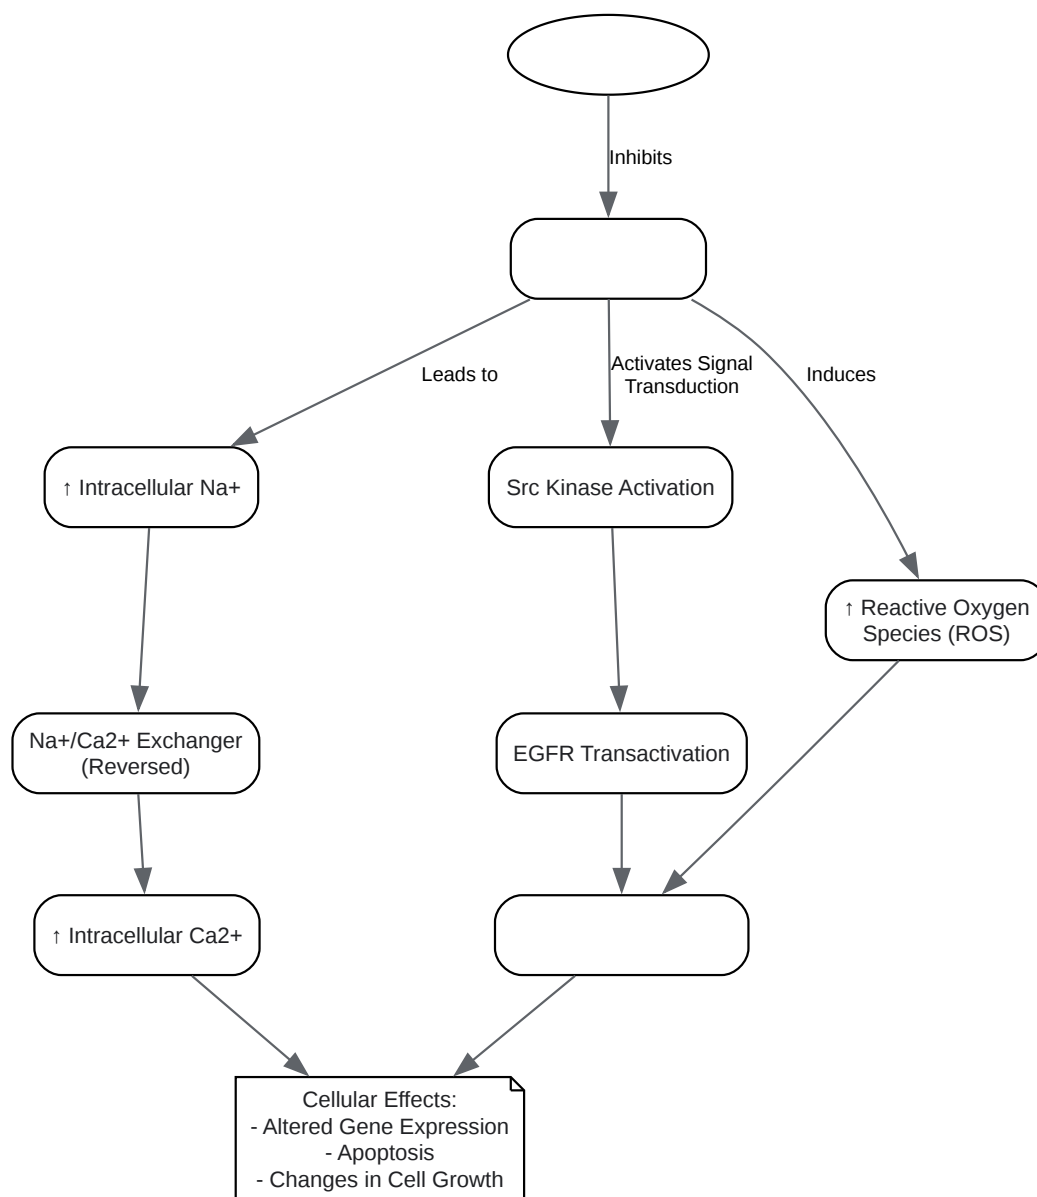 Inhibits
Leads to
Activates Signal
Transduction
Induces
↑ Intracellular Na+
Src Kinase Activation
↑ Reactive Oxygen
Species (ROS)
Na+/Ca2+ Exchanger
(Reversed)
EGFR Transactivation
↑ Intracellular Ca2+
Cellular Effects:
- Altered Gene Expression
- Apoptosis
- Changes in Cell Growth